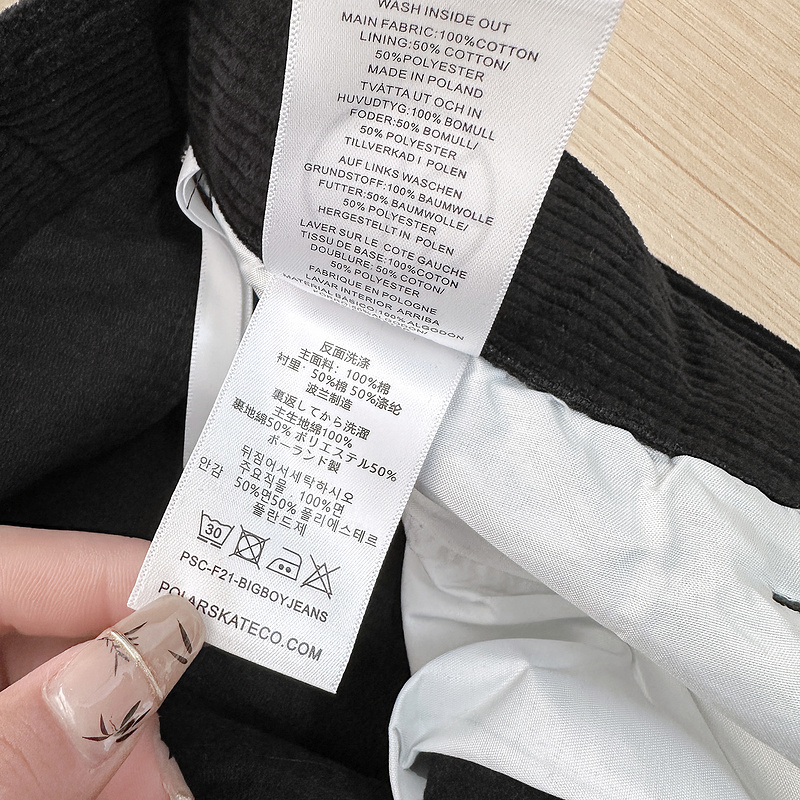 WASH INSIDE OUT
MAIN FABRIC:100%COTTON
LINING:50% COTTON/
50%POLYESTER
MADE IN POLAND
TVÄTTA UT OCH IN
HUVUDTYG:100% BOMULL
FODER:50% BOMULL/
50% POLYESTER
TILLVERKAD I POLEN
AUF LINKS WASCHEN
GRUNDSTOFF:100% BAUMWOLLE
FUTTER:50% BAUMWOLLE/
50% POLYESTER
HERGESTELLT IN POLEN
LAVER SUR LE COTE GAUCHE
TISSU DE BASE:100%COTON
DOUBLURE: 50% COTON/
50% POLYESTER
FABRIQUE EN POLOGNE
LAVAR INTERIOR ARRIBA
MATERIAL BÁSICO:100% ALGODON
反面洗涤
主面料：100%棉
衬里·50%棉 50%涤纶
波兰制造
裏返してから洗濯
主生地綿100%
裏地綿50% ポリエステル50%
ポーランド製
뒤짚어서세탁하시오
주요직물·100%면
안감 50%면50% 폴리에스테르
폴란드제
30
PSC-F21-BIGBOYJEANS
POLARSKATECO.COM